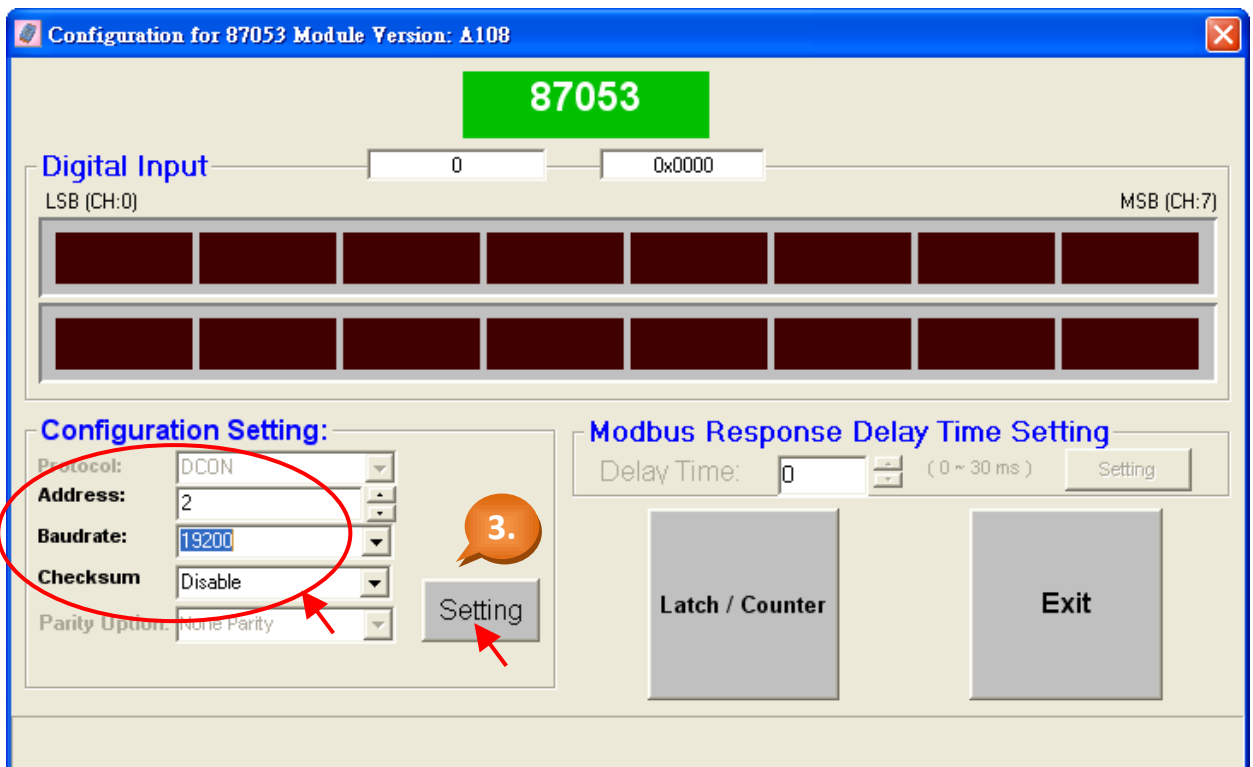 Configuration for 87053 Module Version: A108
87053
Digital Input 0 0x0000
LSB (CH:0) MSB (CH:7)
Configuration Setting:
Protocol: DCON
Address: 2
Baudrate: 19200
Checksum Disable
Parity Option: None Parity
3.
Setting
Modbus Response Delay Time Setting
Delay Time: 0 ( 0 ~ 30 ms ) Setting
Latch / Counter
Exit